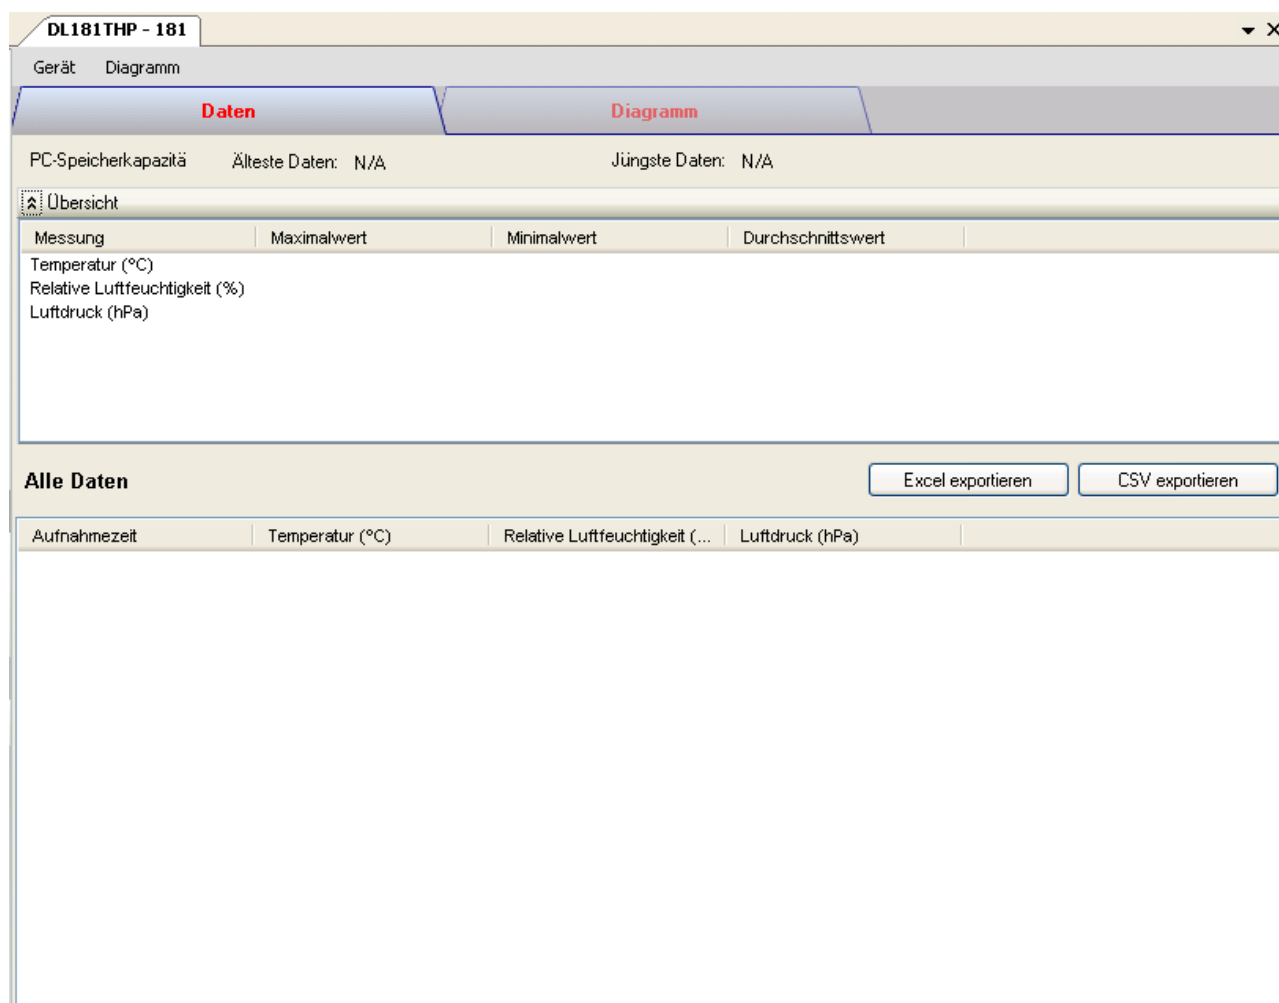 DL181THP - 181
Gerät Diagramm
Daten Diagramm
PC-Speicherkapazitä Älteste Daten: N/A Jüngste Daten: N/A
Übersicht
Messung Maximalwert Minimalwert Durchschnittswert
Temperatur (°C)
Relative Luftfeuchtigkeit (%)
Luftdruck (hPa)
Alle Daten Excel exportieren CSV exportieren
Aufnahmezeit Temperatur (°C) Relative Luftfeuchtigkeit (... Luftdruck (hPa)